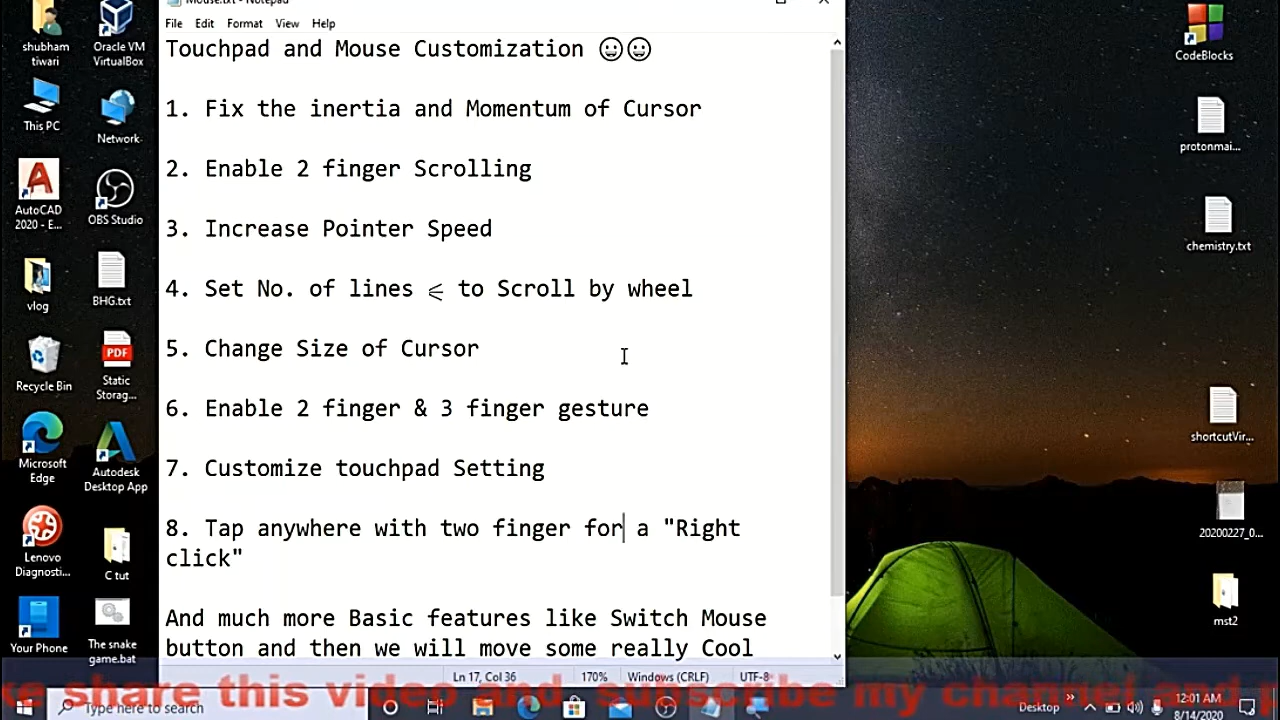 Mouse.txt - Notepad
File Edit Format View Help
Touchpad and Mouse Customization ☺☺
1. Fix the inertia and Momentum of Cursor
2. Enable 2 finger Scrolling
3. Increase Pointer Speed
4. Set No. of lines ⋜ to Scroll by wheel
5. Change Size of Cursor
6. Enable 2 finger & 3 finger gesture
7. Customize touchpad Setting
8. Tap anywhere with two finger for a "Right
click"
And much more Basic features like Switch Mouse
button and then we will move some really Cool
Ln 17, Col 36 170% Windows (CRLF) UTF-8
shubham
tiwari
Oracle VM
VirtualBox
This PC
Network
AutoCAD
2020 - E...
OBS Studio
vlog
BHG.txt
Recycle Bin
PDF
Static
Storag...
Microsoft
Edge
Autodesk
Desktop App
Lenovo
Diagnosti...
C tut
Your Phone
The snake
game.bat
CodeBlocks
protonmai...
chemistry.txt
shortcutVir...
20200227_0...
mst2
share this video and, subscribe my channel and
Type here to search
Desktop
12:01 AM
/14/2020